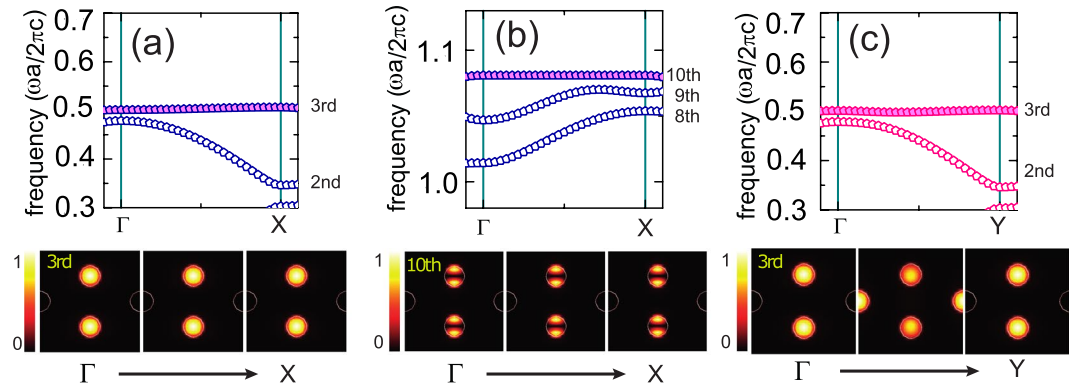 (a)
frequency (ωa/2πc)
0.7
0.6
0.5
0.4
0.3
3rd
2nd
Γ
X
(b)
frequency (ωa/2πc)
1.1
1.0
10th
9th
8th
Γ
X
(c)
frequency (ωa/2πc)
0.7
0.6
0.5
0.4
0.3
3rd
2nd
Γ
Y
1
0
3rd
Γ
X
1
0
10th
Γ
X
1
0
3rd
Γ
Y